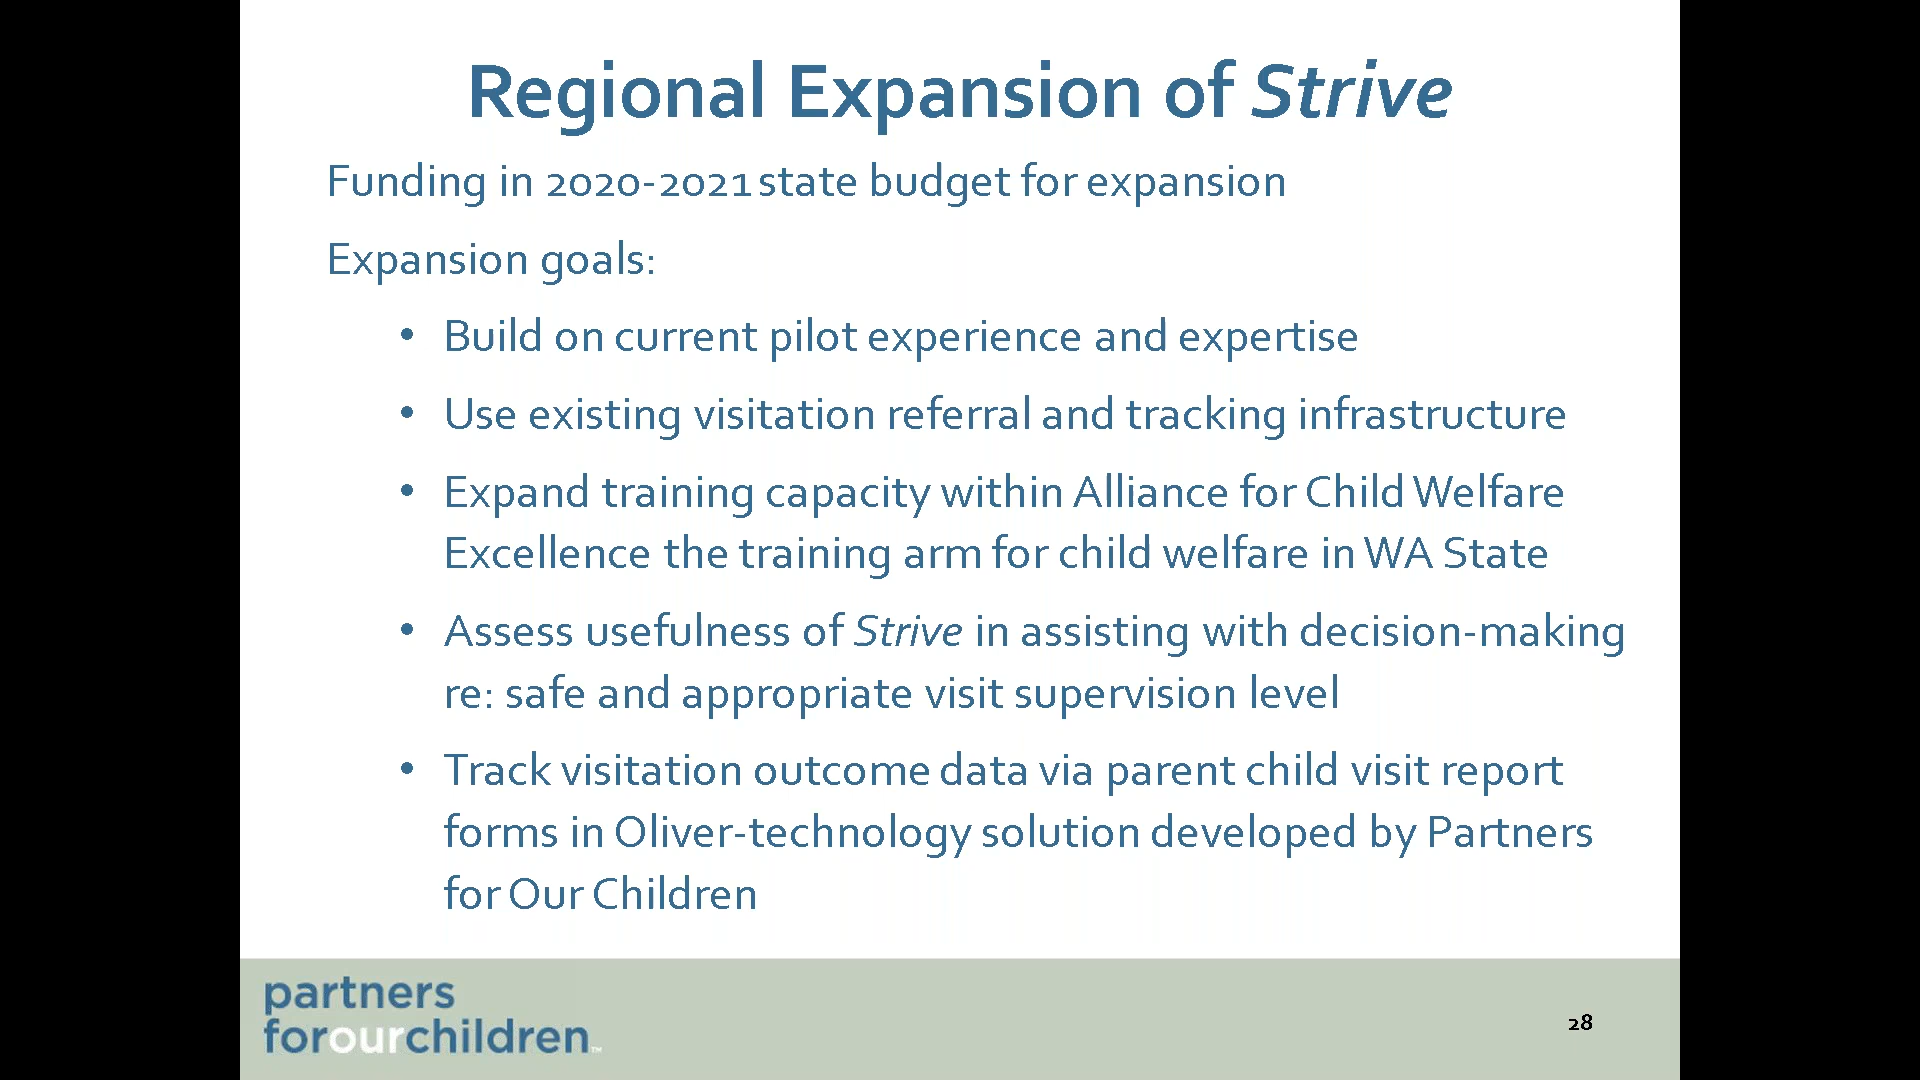 Regional Expansion of Strive
Funding in 2020-2021 state budget for expansion
Expansion goals:
• Build on current pilot experience and expertise
• Use existing visitation referral and tracking infrastructure
• Expand training capacity within Alliance for Child Welfare
Excellence the training arm for child welfare in WA State
• Assess usefulness of Strive in assisting with decision-making
re: safe and appropriate visit supervision level
• Track visitation outcome data via parent child visit report
forms in Oliver-technology solution developed by Partners
for Our Children
partners
forourchildren™
28